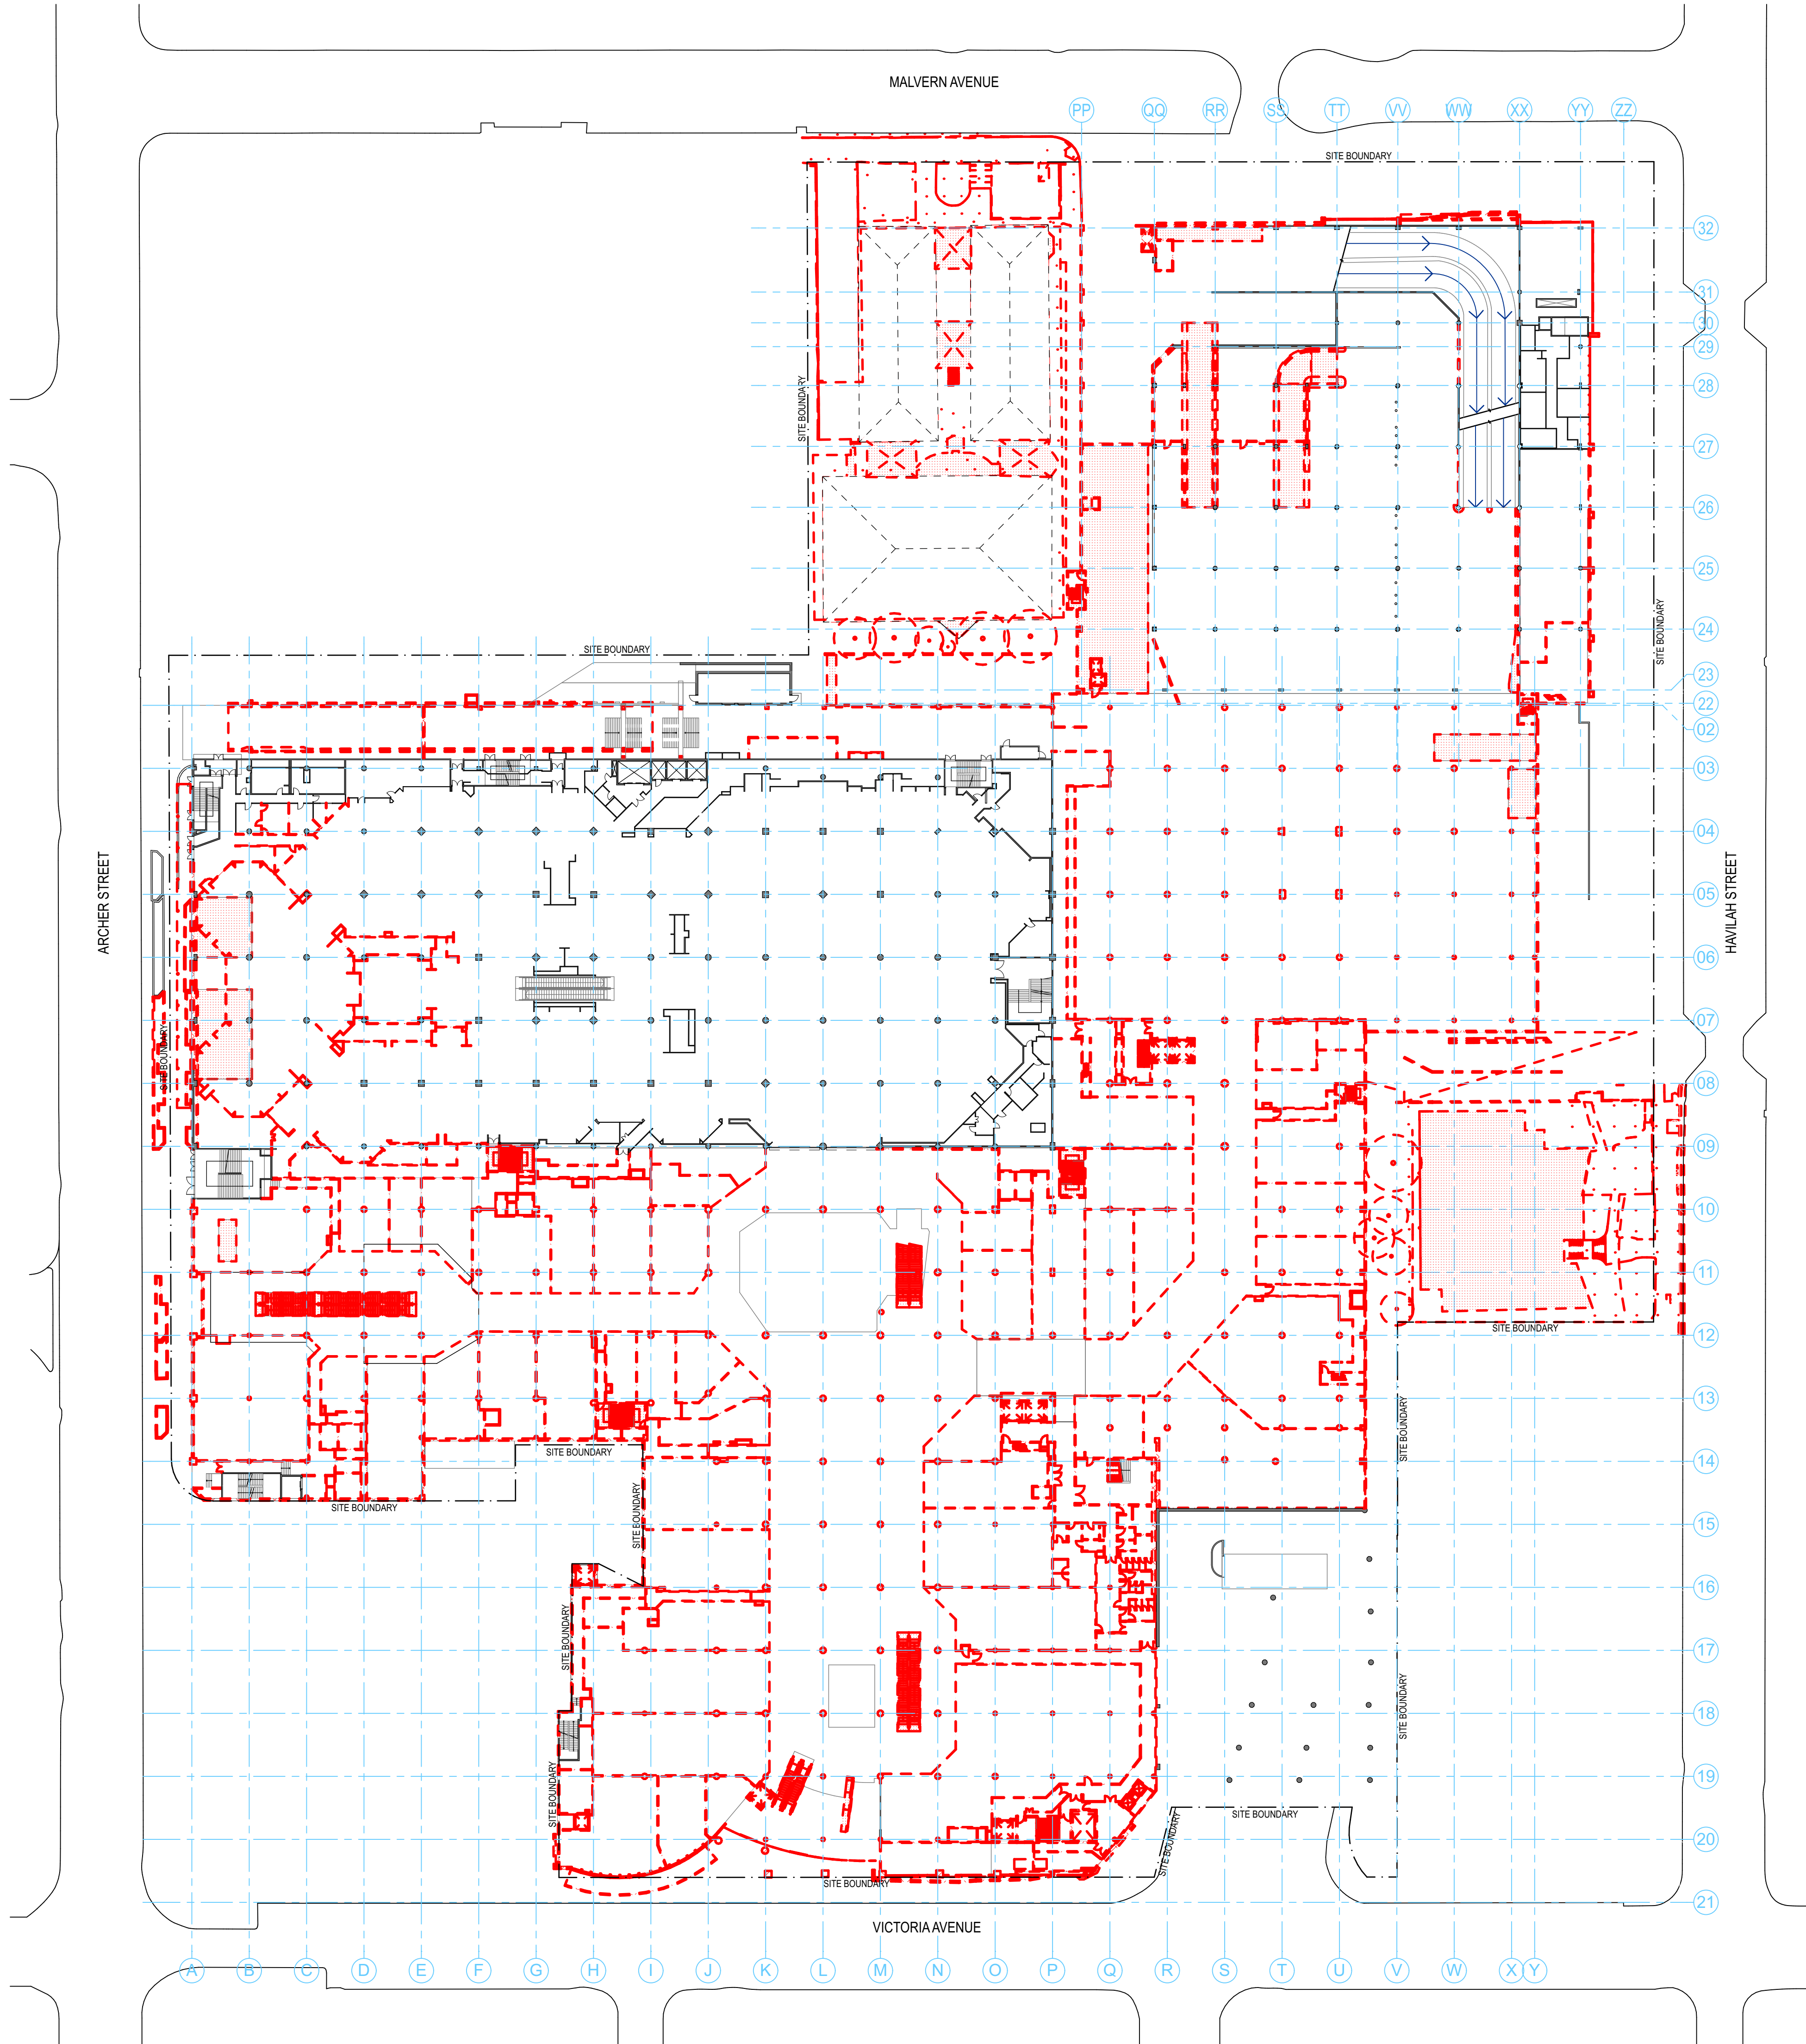 MALVERN AVENUE
PP QQ RR SS TT VV WW XX YY ZZ
SITE BOUNDARY
32
31
30
29
28
SITE BOUNDARY
27
26
25
24
SITE BOUNDARY
SITE BOUNDARY
23
22
02
03
04
ARCHER STREET
HAVILAH STREET
05
06
07
SITE BOUNDARY
08
09
10
11
SITE BOUNDARY
12
13
SITE BOUNDARY
SITE BOUNDARY
14
SITE BOUNDARY
SITE BOUNDARY
15
16
SITE BOUNDARY
17
SITE BOUNDARY
18
19
SITE BOUNDARY
SITE BOUNDARY
SITE BOUNDARY
20
SITE BOUNDARY
21
VICTORIA AVENUE
A B C D E F G H I J K L M N O P Q R S T U V W X Y